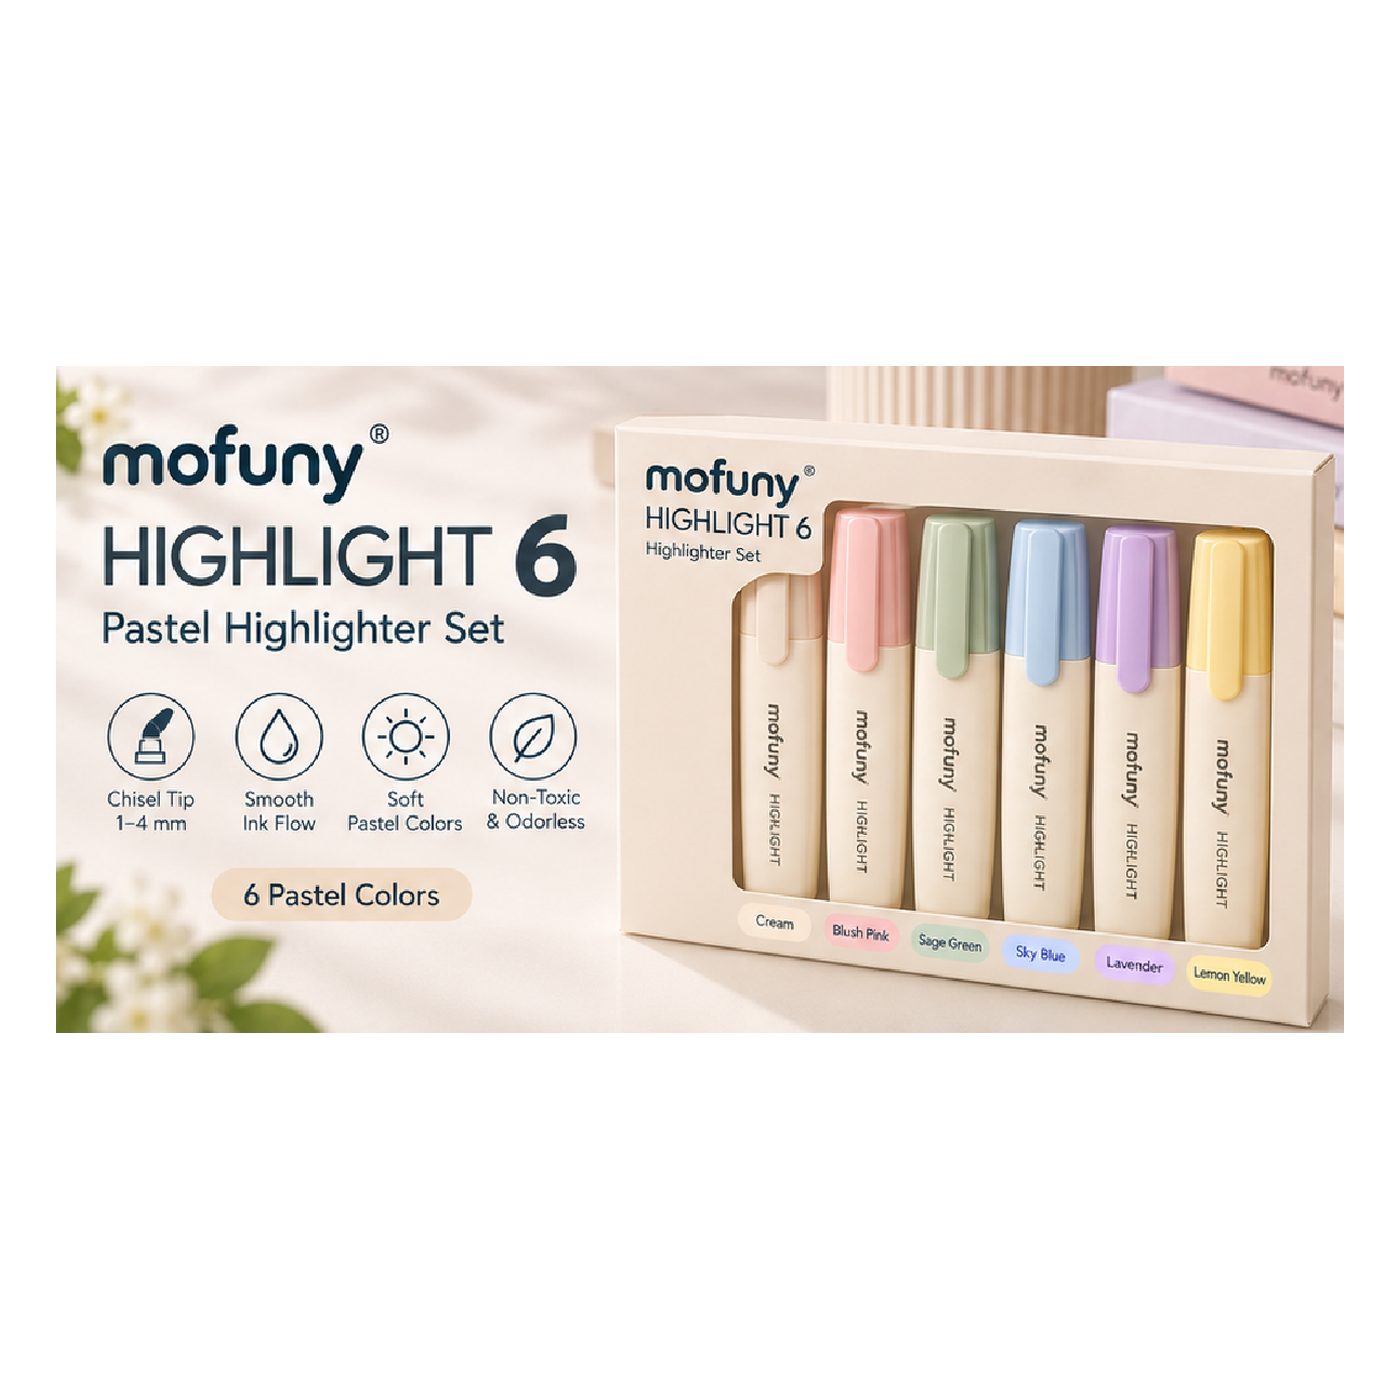 mofuny®
HIGHLIGHT 6
Pastel Highlighter Set
Chisel Tip
1–4 mm
Smooth
Ink Flow
Soft
Pastel Colors
Non-Toxic
& Odorless
6 Pastel Colors
mofuny
mofuny®
HIGHLIGHT 6
Highlighter Set
mofuny HIGHLIGHT
mofuny HIGHLIGHT
mofuny HIGHLIGHT
mofuny HIGHLIGHT
mofuny HIGHLIGHT
mofuny HIGHLIGHT
Cream
Blush Pink
Sage Green
Sky Blue
Lavender
Lemon Yellow